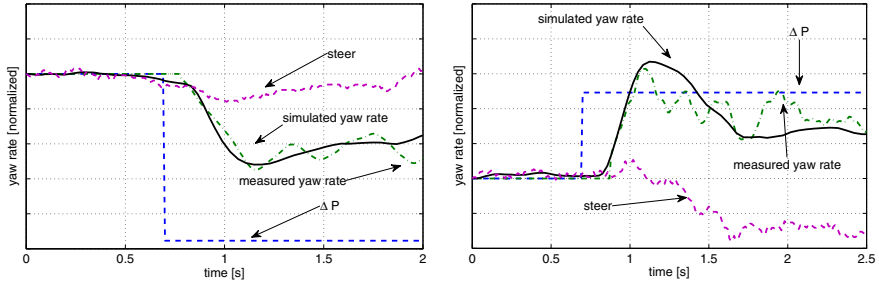 steer
simulated yaw rate
measured yaw rate
Δ P
yaw rate [normalized]
0
0.5
1
1.5
2
time [s]
simulated yaw rate
Δ P
measured yaw rate
steer
yaw rate [normalized]
0
0.5
1
1.5
2
2.5
time [s]